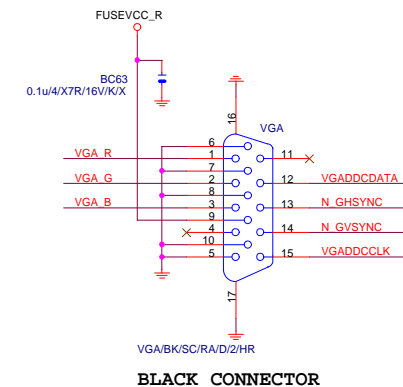 FUSEVCC_R
BC63
0.1u/4/X7R/16V/K/X
16
VGA
6
VGA_R 1 11
7
VGA_G 2 12 VGADDCDATA
8
VGA_B 3 13 N_GHSYNC
9
4 14 N_GVSYNC
10
5 15 VGADDCCLK
17
VGA/BK/SC/RA/D/2/HR
BLACK CONNECTOR